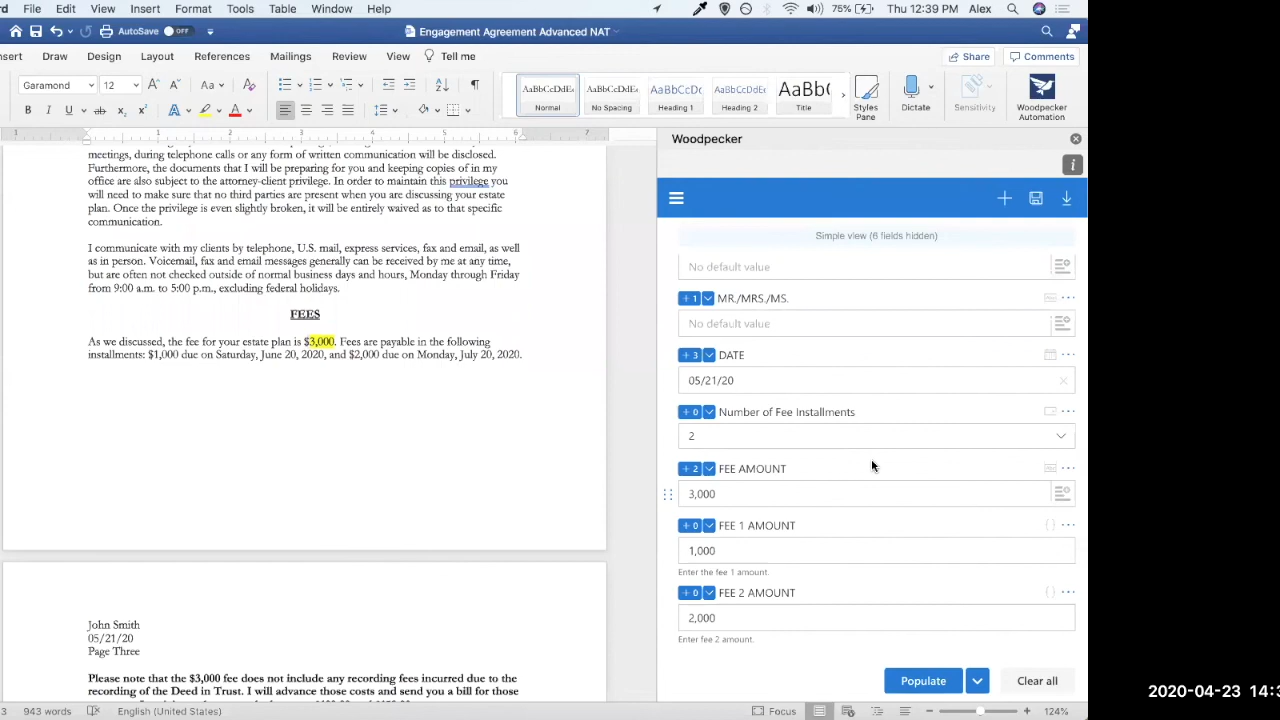 rd File Edit View Insert Format Tools Table Window Help 75% Thu 12:39 PM Alex
AutoSave OFF Engagement Agreement Advanced NAT
nsert Draw Design Layout References Mailings Review View Tell me Share Comments
Garamond 12 Aa
B I U ab x₂ x² A A
AaBbCcDdEe AaBbCcDdEe AaBbCcDc AaBbCcDdEe AaBb(
Normal No Spacing Heading 1 Heading 2 Title
Styles Pane
Dictate
Sensitivity
Woodpecker Automation
1 1 2 3 4 5 6 7
meetings, during telephone calls or any form of written communication will be disclosed.
Furthermore, the documents that I will be preparing for you and keeping copies of in my
office are also subject to the attorney-client privilege. In order to maintain this privilege you
will need to make sure that no third parties are present when you are discussing your estate
plan. Once the privilege is even slightly broken, it will be entirely waived as to that specific
communication.
I communicate with my clients by telephone, U.S. mail, express services, fax and email, as well
as in person. Voicemail, fax and email messages generally can be received by me at any time,
but are often not checked outside of normal business days and hours, Monday through Friday
from 9:00 a.m. to 5:00 p.m., excluding federal holidays.
FEES
As we discussed, the fee for your estate plan is $3,000. Fees are payable in the following
installments: $1,000 due on Saturday, June 20, 2020, and $2,000 due on Monday, July 20, 2020.
John Smith
05/21/20
Page Three
Please note that the $3,000 fee does not include any recording fees incurred due to the
recording of the Deed in Trust. I will advance those costs and send you a bill for those
Woodpecker
i
Simple view (6 fields hidden)
No default value
+ 1 MR./MRS./MS.
No default value
+ 3 DATE
05/21/20
+ 0 Number of Fee Installments
2
+ 2 FEE AMOUNT
3,000
+ 0 FEE 1 AMOUNT
1,000
Enter the fee 1 amount.
+ 0 FEE 2 AMOUNT
2,000
Enter fee 2 amount.
Populate Clear all
3 943 words English (United States) Focus 124%
2020-04-23 14:3